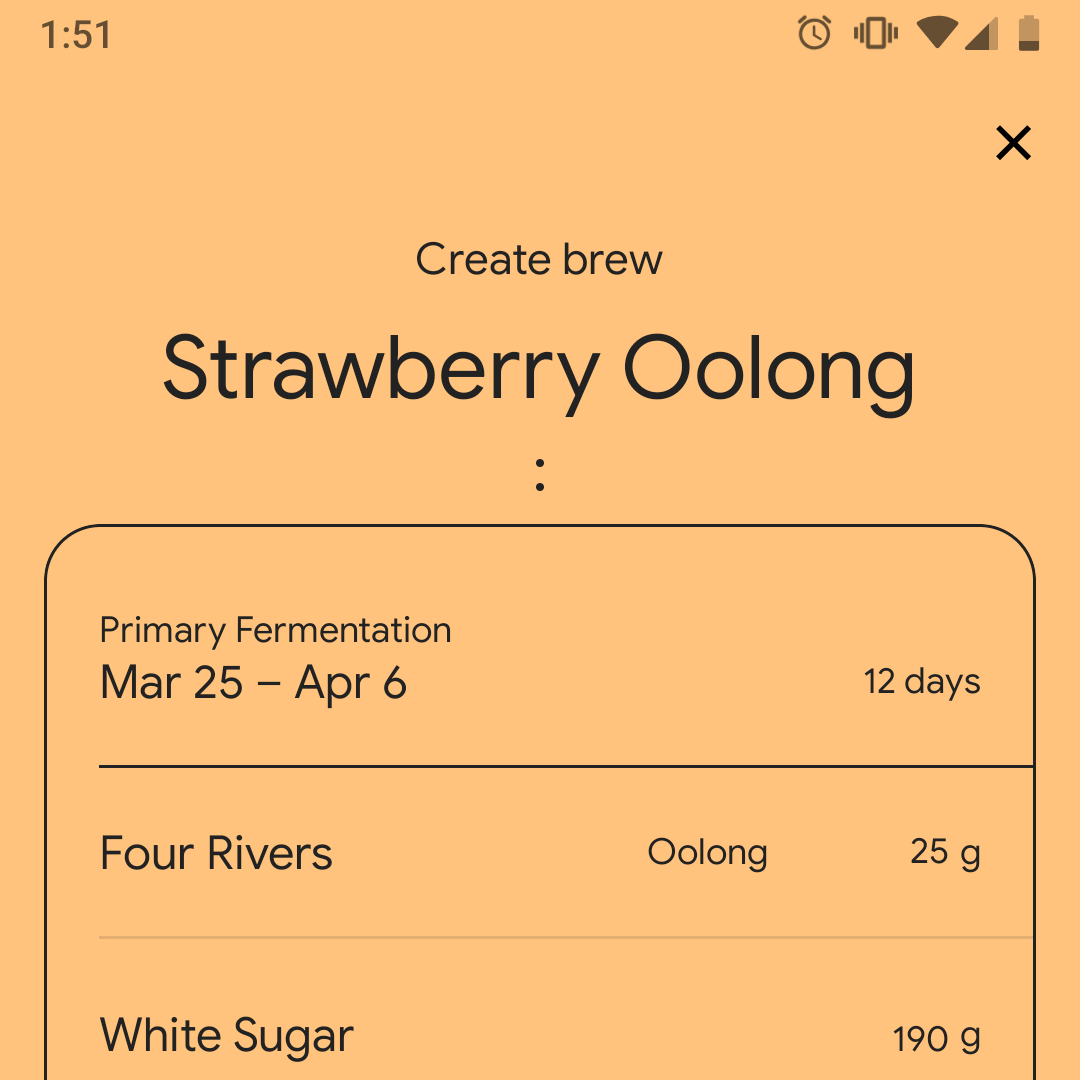 1:51
Create brew
Strawberry Oolong
:
Primary Fermentation
Mar 25 – Apr 6 12 days
Four Rivers Oolong 25 g
White Sugar 190 g